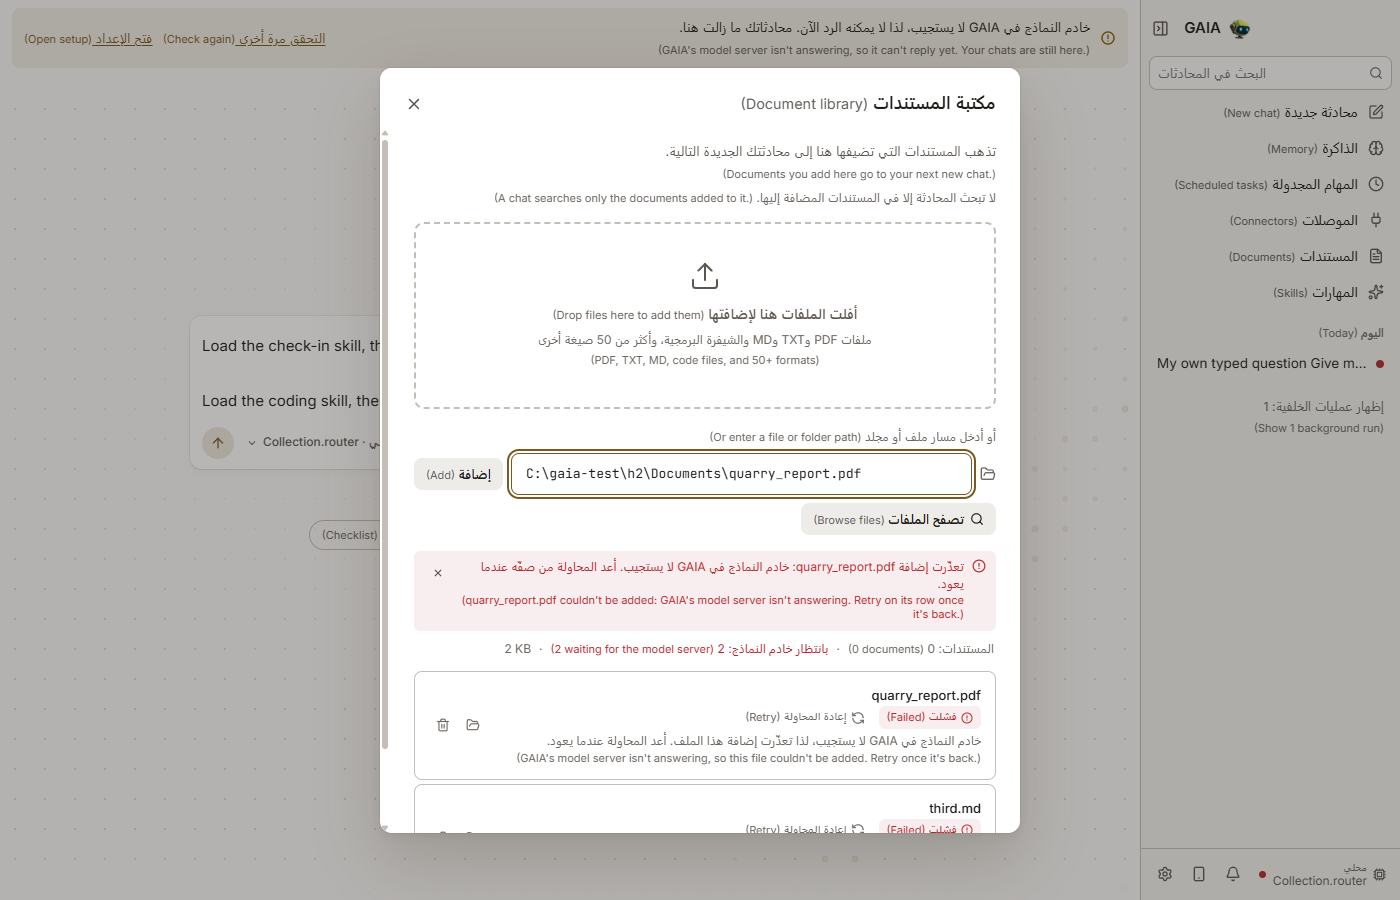 خادم النماذج في GAIA لا يستجيب، لذا لا يمكنه الرد الآن. محادثاتك ما زالت هنا.
(GAIA's model server isn't answering, so it can't reply yet. Your chats are still here.)
التحقق مرة أخرى (Check again) فتح الإعداد (Open setup)
GAIA
البحث في المحادثات
محادثة جديدة (New chat)
الذاكرة (Memory)
المهام المجدولة (Scheduled tasks)
الموصلات (Connectors)
المستندات (Documents)
المهارات (Skills)
اليوم (Today)
My own typed question Give m...
إظهار عمليات الخلفية: 1
(Show 1 background run)
محلي
Collection.router
Load the check-in skill, th
Load the coding skill, the
Collection.router ·
(Checklist)
مكتبة المستندات (Document library)
تذهب المستندات التي تضيفها هنا إلى محادثتك الجديدة التالية.
(Documents you add here go to your next new chat.)
لا تبحث المحادثة إلا في المستندات المضافة إليها. (A chat searches only the documents added to it.)
أفلت الملفات هنا لإضافتها (Drop files here to add them)
ملفات PDF وTXT وMD والشيفرة البرمجية، وأكثر من 50 صيغة أخرى
(PDF, TXT, MD, code files, and 50+ formats)
أو أدخل مسار ملف أو مجلد (Or enter a file or folder path)
C:\gaia-test\h2\Documents\quarry_report.pdf
إضافة (Add)
تصفح الملفات (Browse files)
تعذّرت إضافة quarry_report.pdf: خادم النماذج في GAIA لا يستجيب. أعد المحاولة من صفّه عندما
يعود.
(quarry_report.pdf couldn't be added: GAIA's model server isn't answering. Retry on its row once
it's back.)
المستندات: 0 (0 documents) · بانتظار خادم النماذج: 2 (2 waiting for the model server) · 2 KB
quarry_report.pdf
فشلت (Failed) إعادة المحاولة (Retry)
خادم النماذج في GAIA لا يستجيب، لذا تعذّرت إضافة هذا الملف. أعد المحاولة عندما يعود.
(GAIA's model server isn't answering, so this file couldn't be added. Retry once it's back.)
third.md
فشلت (Failed) إعادة المحاولة (Retry)